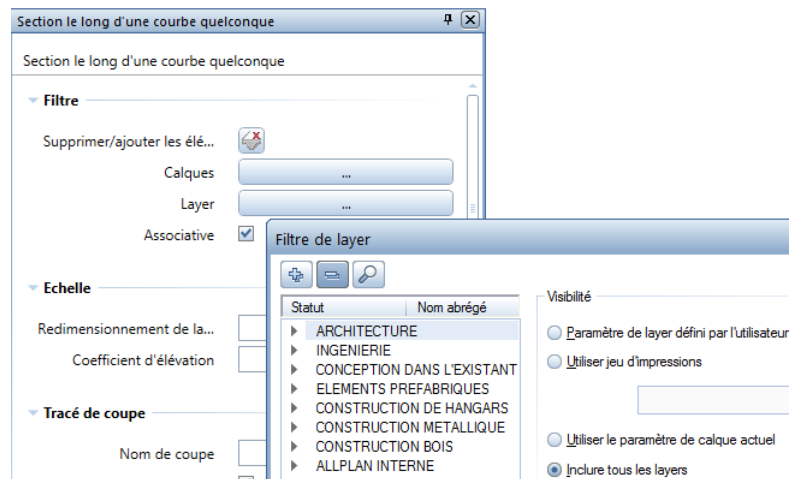 Section le long d'une courbe quelconque
Section le long d'une courbe quelconque
Filtre
Supprimer/ajouter les élé...
Calques ...
Layer ...
Associative
Echelle
Redimensionnement de la...
Coefficient d'élévation
Tracé de coupe
Nom de coupe
Filtre de layer
Statut Nom abrégé
ARCHITECTURE
INGENIERIE
CONCEPTION DANS L'EXISTANT
ELEMENTS PREFABRIQUES
CONSTRUCTION DE HANGARS
CONSTRUCTION METALLIQUE
CONSTRUCTION BOIS
ALLPLAN INTERNE
Visibilité
Paramètre de layer défini par l'utilisateur
Utiliser jeu d'impressions
Utiliser le paramètre de calque actuel
Inclure tous les layers